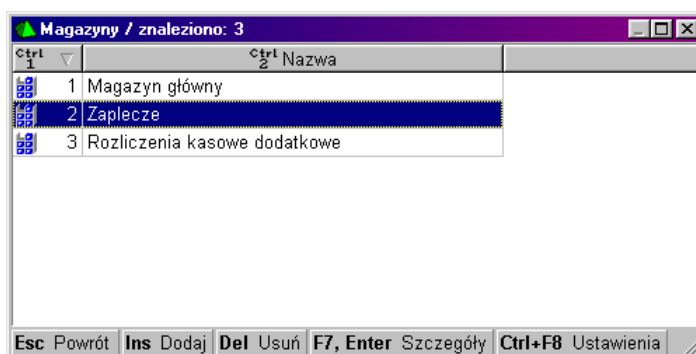 Magazyny / znaleziono: 3
Ctrl 1 Ctrl 2 Nazwa
1 Magazyn główny
2 Zaplecze
3 Rozliczenia kasowe dodatkowe
Esc Powrót Ins Dodaj Del Usuń F7, Enter Szczegóły Ctrl+F8 Ustawienia